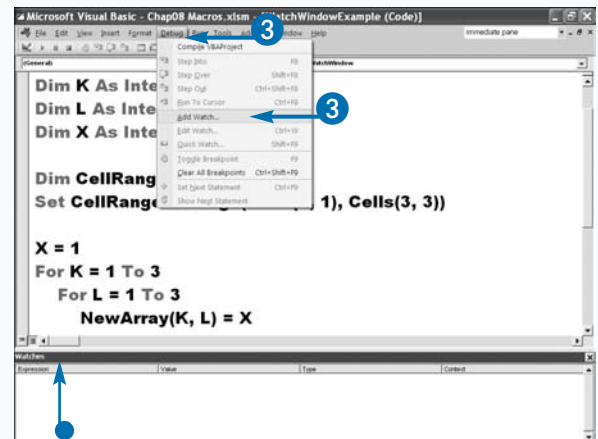 Microsoft Visual Basic - Chap08 Macros.xlsm - [WatchWindowExample (Code)]
File Edit View Insert Format Debug Run Tools Window Help
immediate pane
3
Compile VBAProject
(General)
WatchWindow
Step Into F8
Step Over Shift+F8
Step Out Ctrl+Shift+F8
Run To Cursor Ctrl+F8
Add Watch...
3
Edit Watch... Ctrl+W
Quick Watch... Shift+F9
Toggle Breakpoint F9
Clear All Breakpoints Ctrl+Shift+F9
Set Next Statement Ctrl+F9
Show Next Statement
Dim K As Inte
Dim L As Inte
Dim X As Inte
Dim CellRang
Set CellRange , 1), Cells(3, 3))
X = 1
For K = 1 To 3
For L = 1 To 3
NewArray(K, L) = X
Watches
Expression Value Type Context